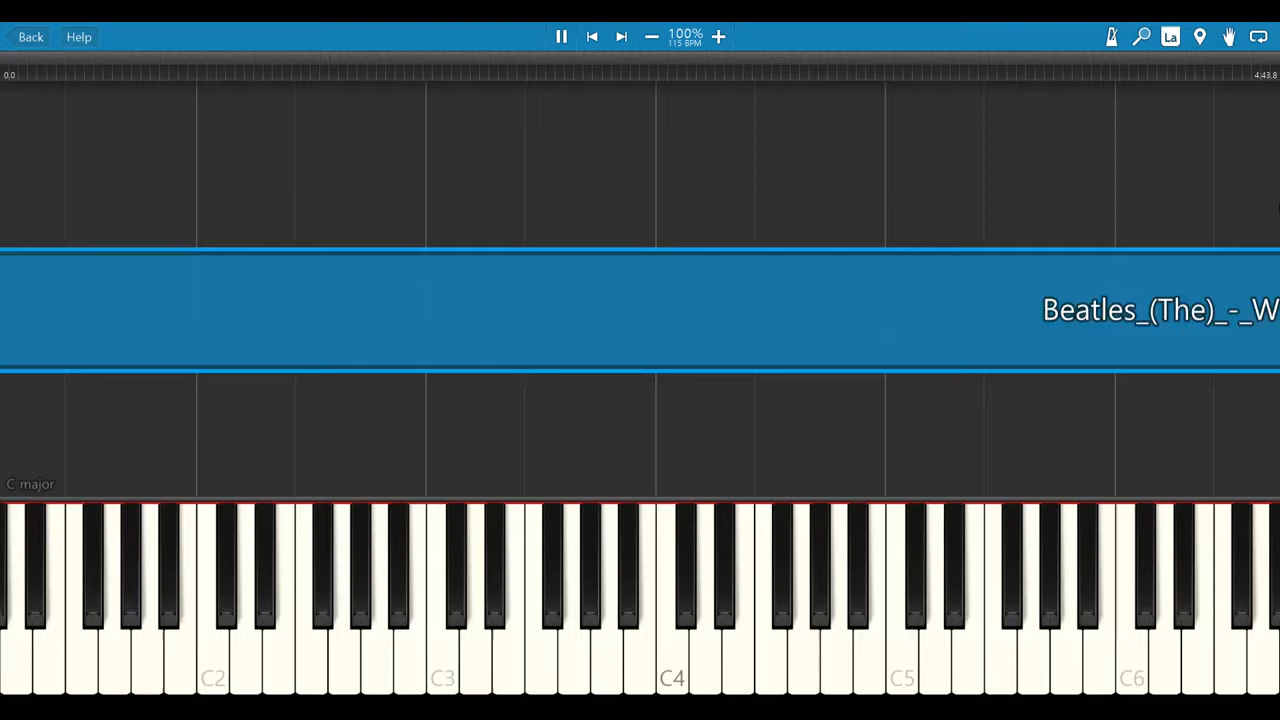 Back Help 100% La
115 BPM
0,0 4:43.8
Beatles_(The)_-_W
C major
C2 C3 C4 C5 C6